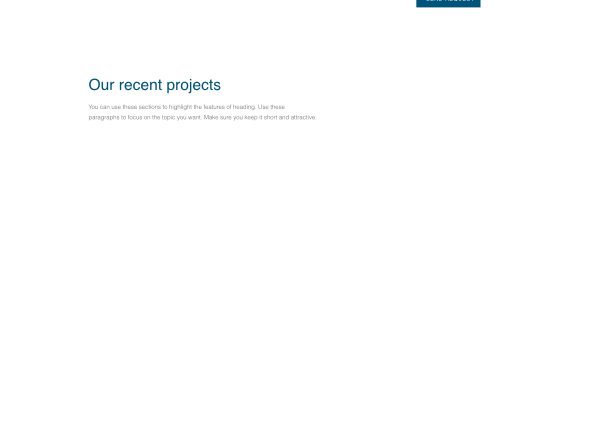 Our recent projects
You can use these sections to highlight the features of heading. Use these
paragraphs to focus on the topic you want. Make sure you keep it short and attractive.